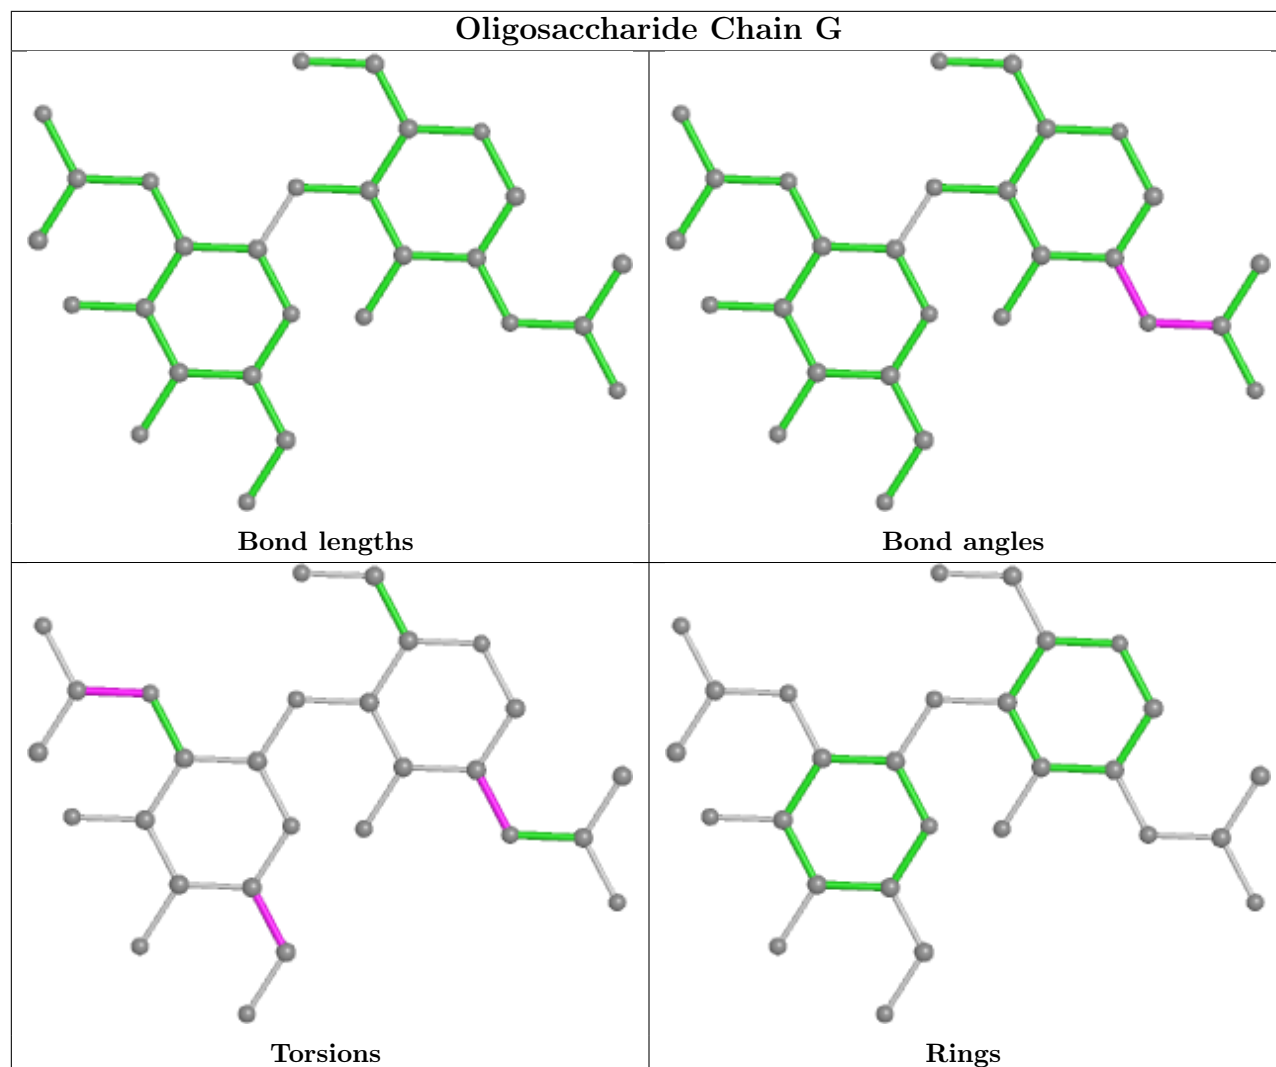 Oligosaccharide Chain G
Bond lengths
Bond angles
Torsions
Rings